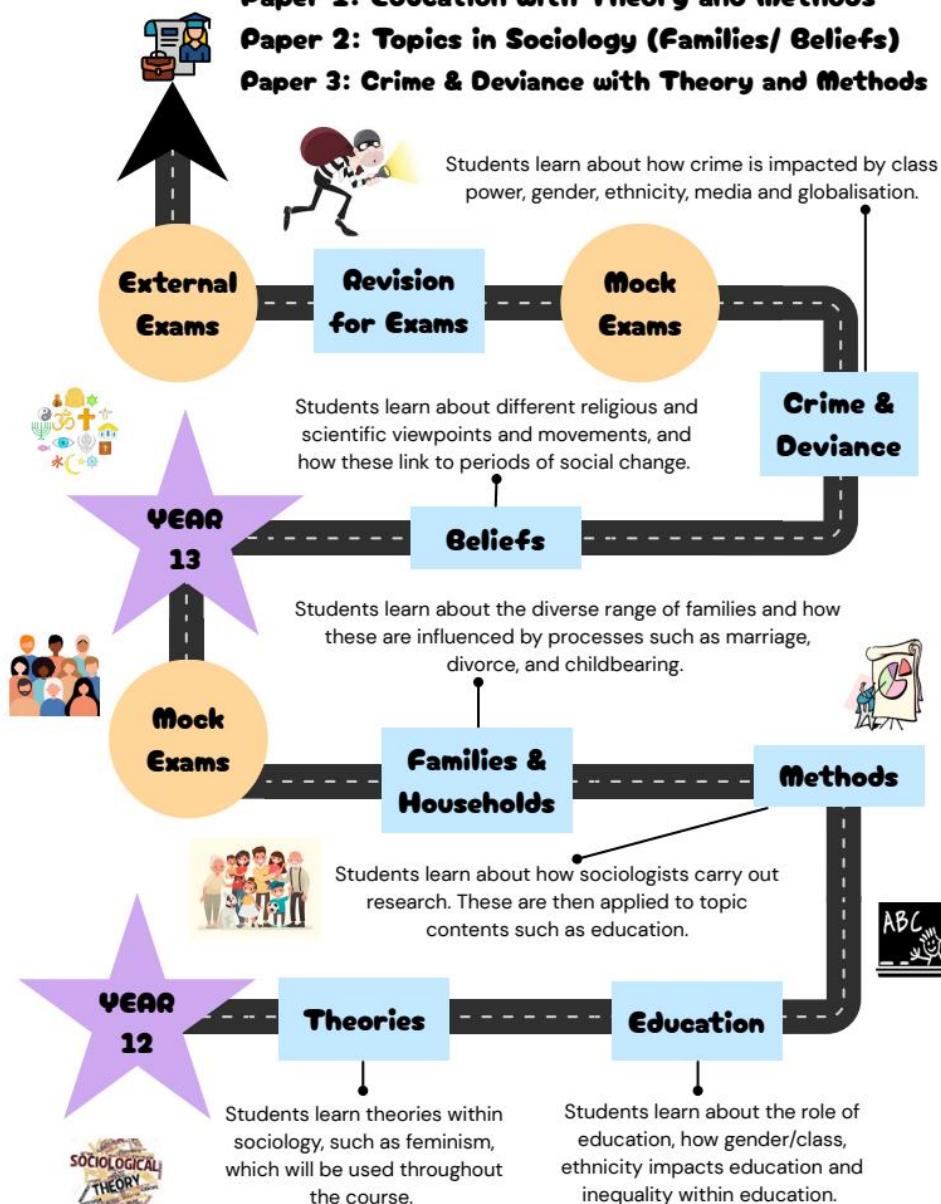 Paper 1: Education with Theory and Methods
Paper 2: Topics in Sociology (Families/ Beliefs)
Paper 3: Crime & Deviance with Theory and Methods
Students learn about how crime is impacted by class
power, gender, ethnicity, media and globalisation.
External
Exams
Revision
for Exams
Mock
Exams
Crime &
Deviance
Students learn about different religious and
scientific viewpoints and movements, and
how these link to periods of social change.
YEAR
13
Beliefs
Students learn about the diverse range of families and how
these are influenced by processes such as marriage,
divorce, and childbearing.
Mock
Exams
Families &
Households
Methods
Students learn about how sociologists carry out
research. These are then applied to topic
contents such as education.
ABC
YEAR
12
Theories
Education
Students learn theories within
sociology, such as feminism,
which will be used throughout
the course.
Students learn about the role of
education, how gender/class,
ethnicity impacts education and
inequality within education.
SOCIOLOGICAL
THEORY